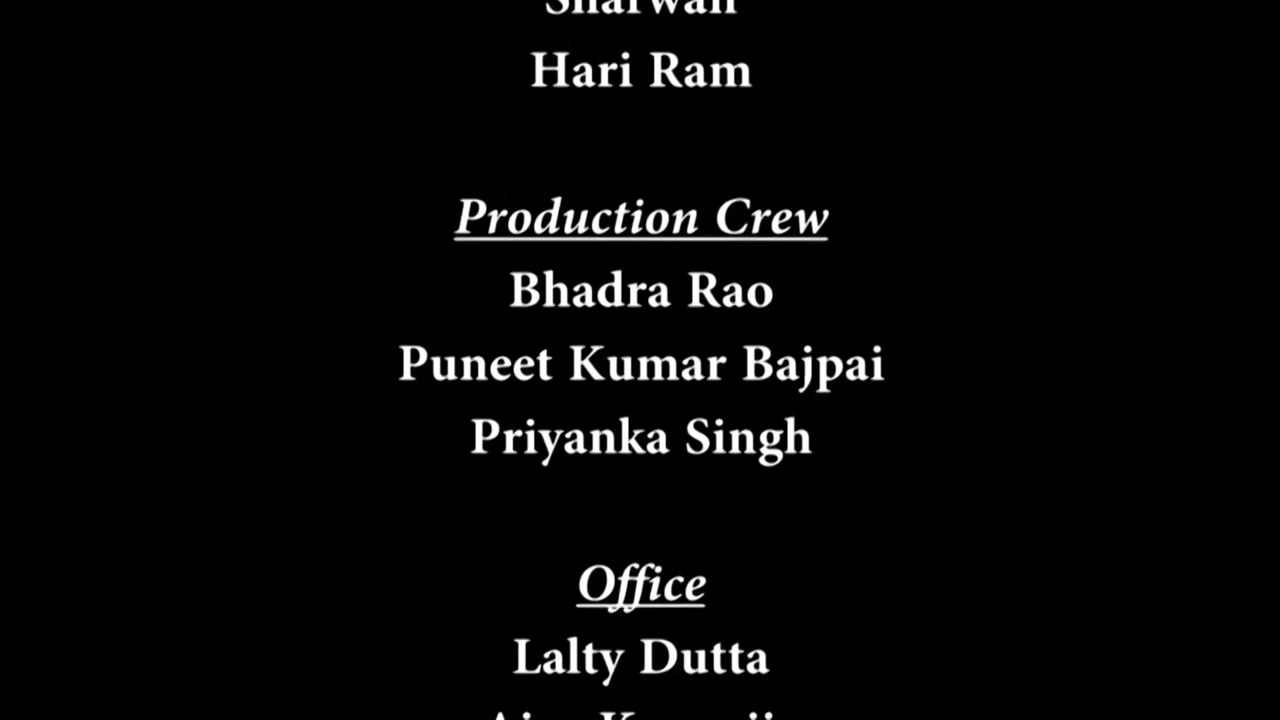 Hari Ram
Production Crew
Bhadra Rao
Puneet Kumar Bajpai
Priyanka Singh
Office
Lalty Dutta